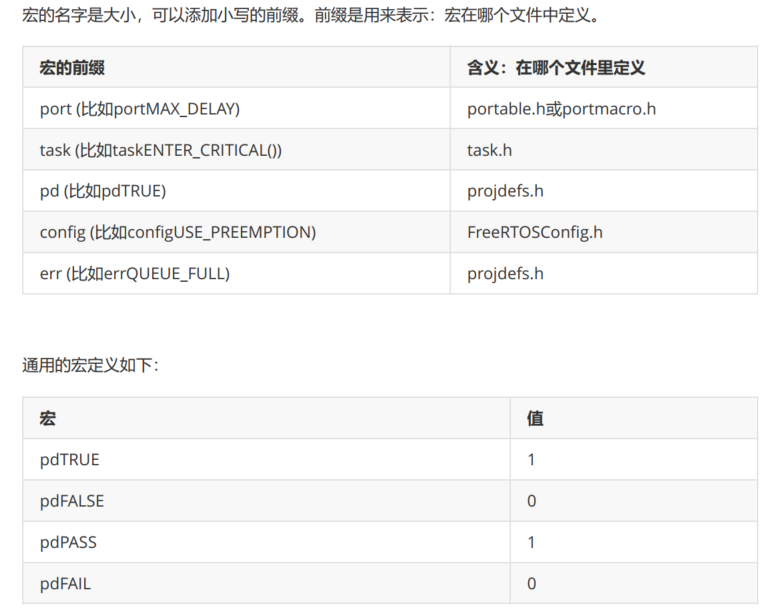 宏的名字是大小，可以添加小写的前缀。前缀是用来表示：宏在哪个文件中定义。
宏的前缀 含义：在哪个文件里定义
port (比如portMAX_DELAY) portable.h或portmacro.h
task (比如taskENTER_CRITICAL()) task.h
pd (比如pdTRUE) projdefs.h
config (比如configUSE_PREEMPTION) FreeRTOSConfig.h
err (比如errQUEUE_FULL) projdefs.h
通用的宏定义如下：
宏 值
pdTRUE 1
pdFALSE 0
pdPASS 1
pdFAIL 0